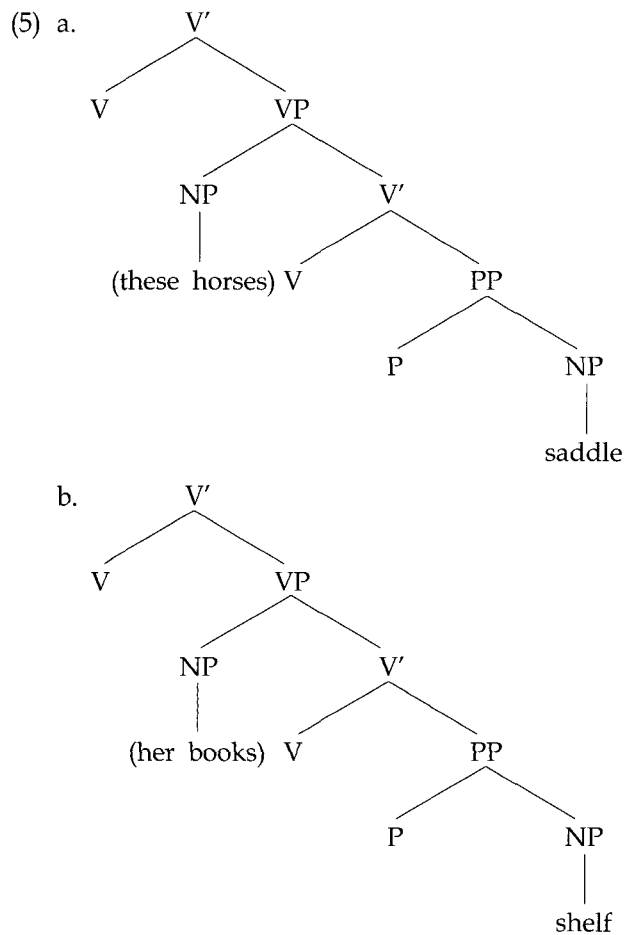 (5) a. V'
V VP
NP V'
(these horses) V PP
P NP
saddle
b. V'
V VP
NP V'
(her books) V PP
P NP
shelf